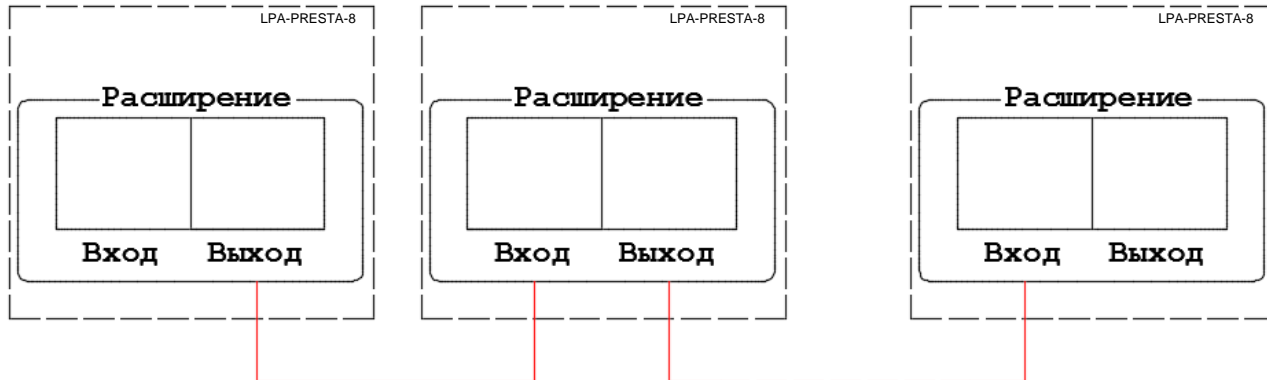 LPA-PRESTA-8 LPA-PRESTA-8 LPA-PRESTA-8
Расширение Расширение Расширение
Вход Выход Вход Выход Вход Выход